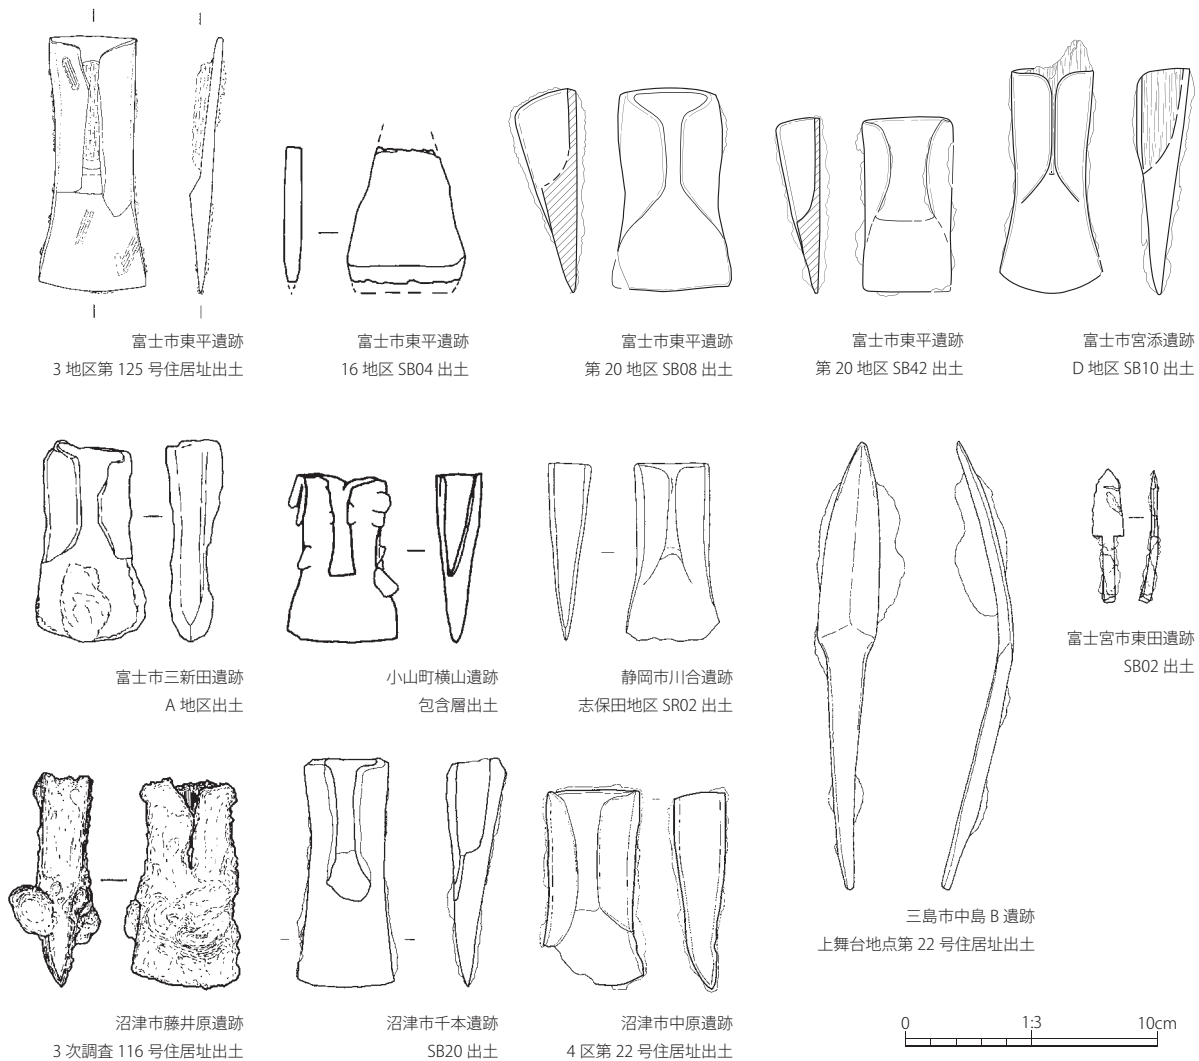 富士市東平遺跡
3 地区第 125 号住居址出土
富士市東平遺跡
16 地区 SB04 出土
富士市東平遺跡
第 20 地区 SB08 出土
富士市東平遺跡
第 20 地区 SB42 出土
富士市宮添遺跡
D 地区 SB10 出土
富士市三新田遺跡
A 地区出土
小山町横山遺跡
包含層出土
静岡市川合遺跡
志保田地区 SR02 出土
富士宮市東田遺跡
SB02 出土
三島市中島 B 遺跡
上舞台地点第 22 号住居址出土
沼津市藤井原遺跡
3 次調査 116 号住居址出土
沼津市千本遺跡
SB20 出土
沼津市中原遺跡
4 区第 22 号住居址出土
0 1:3 10cm